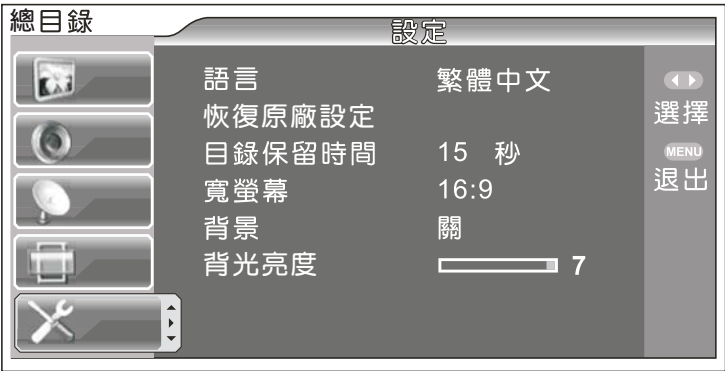 總目錄
設定
語言 繁體中文
恢復原廠設定
目錄保留時間 15 秒
寬螢幕 16:9
背景 關
背光亮度 7
選擇
MENU
退出